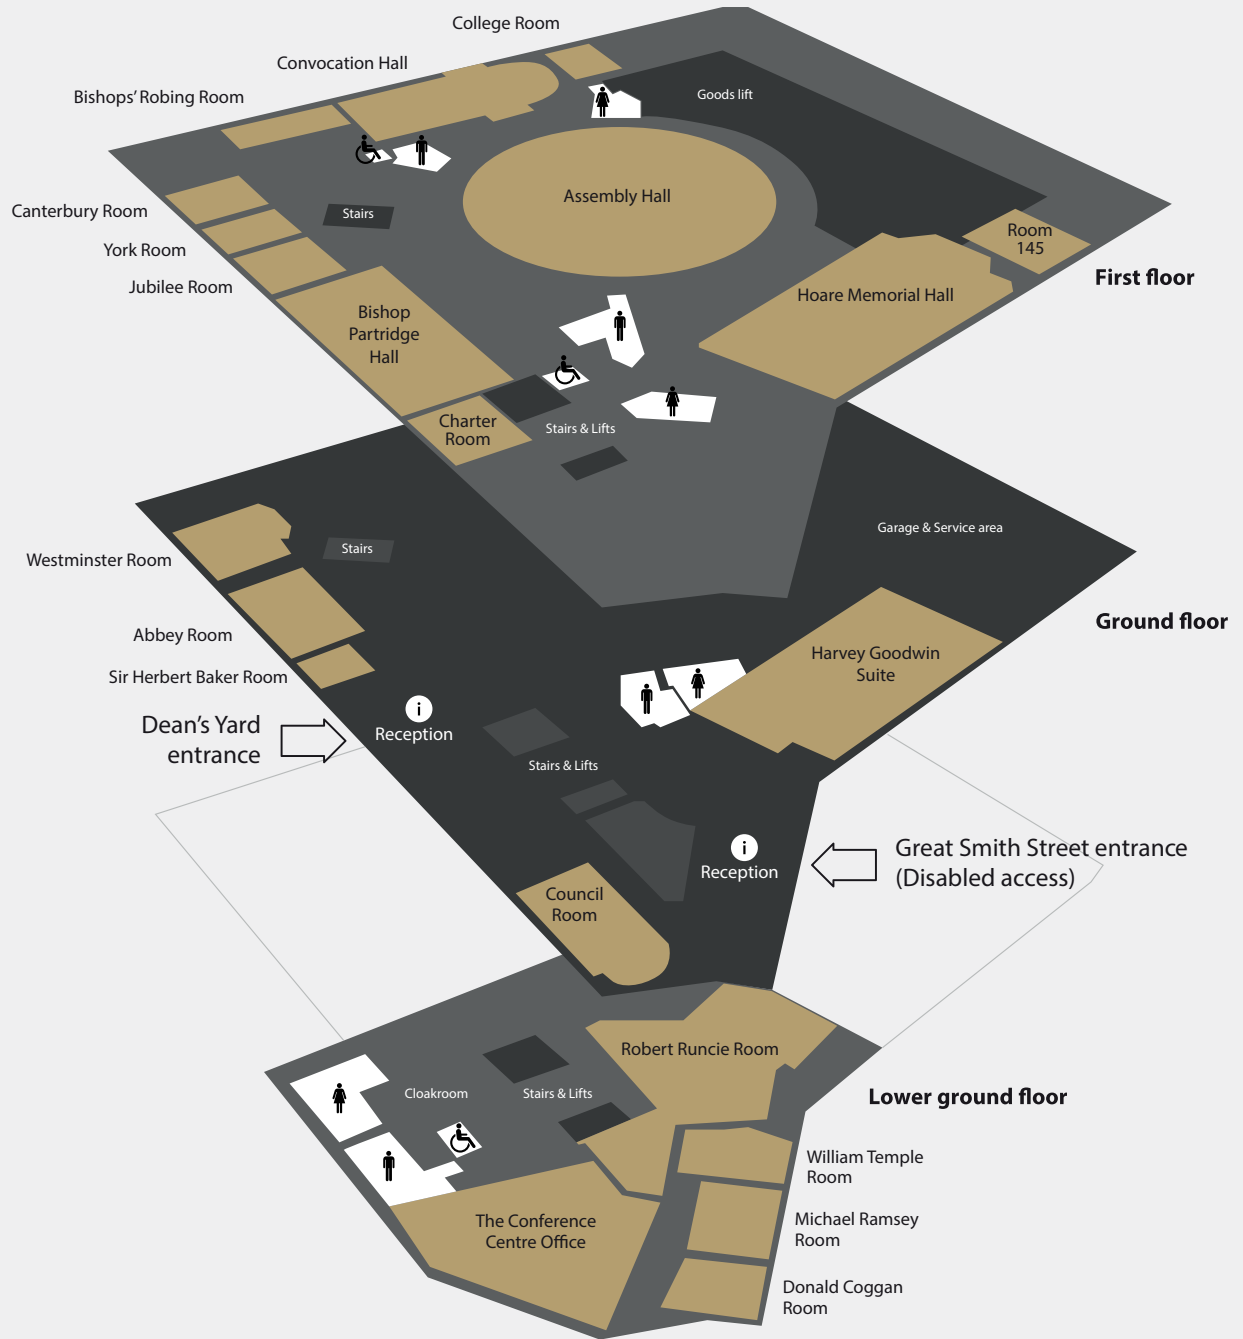 College Room
Convocation Hall
Bishops’ Robing Room
Goods lift
Assembly Hall
Canterbury Room
Stairs
York Room
Room
145
Jubilee Room
First floor
Hoare Memorial Hall
Bishop
Partridge
Hall
Charter
Room
Stairs & Lifts
Garage & Service area
Westminster Room
Stairs
Ground floor
Abbey Room
Harvey Goodwin
Suite
Sir Herbert Baker Room
Dean’s Yard
entrance
i
Reception
Stairs & Lifts
i
Reception
Great Smith Street entrance
(Disabled access)
Council
Room
Robert Runcie Room
Cloakroom
Stairs & Lifts
Lower ground floor
William Temple
Room
The Conference
Centre Office
Michael Ramsey
Room
Donald Coggan
Room